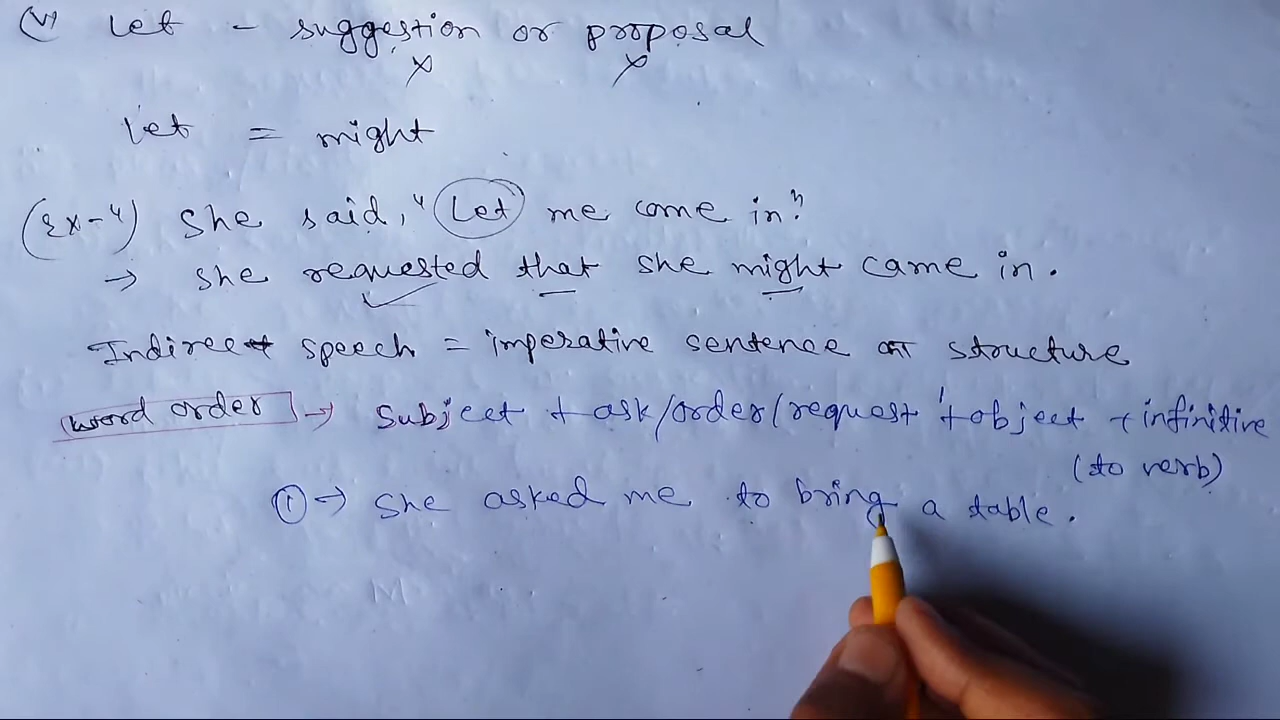 (v) Let - suggestion or proposal
x x
Let = might
(Ex-4) She said, "Let me come in"
→ She requested that she might came in.
Indirect speech = imperative sentence এর structure
Word order → Subject + ask/order/request + object + infinitive
(to verb)
① → She asked me to bring a table.